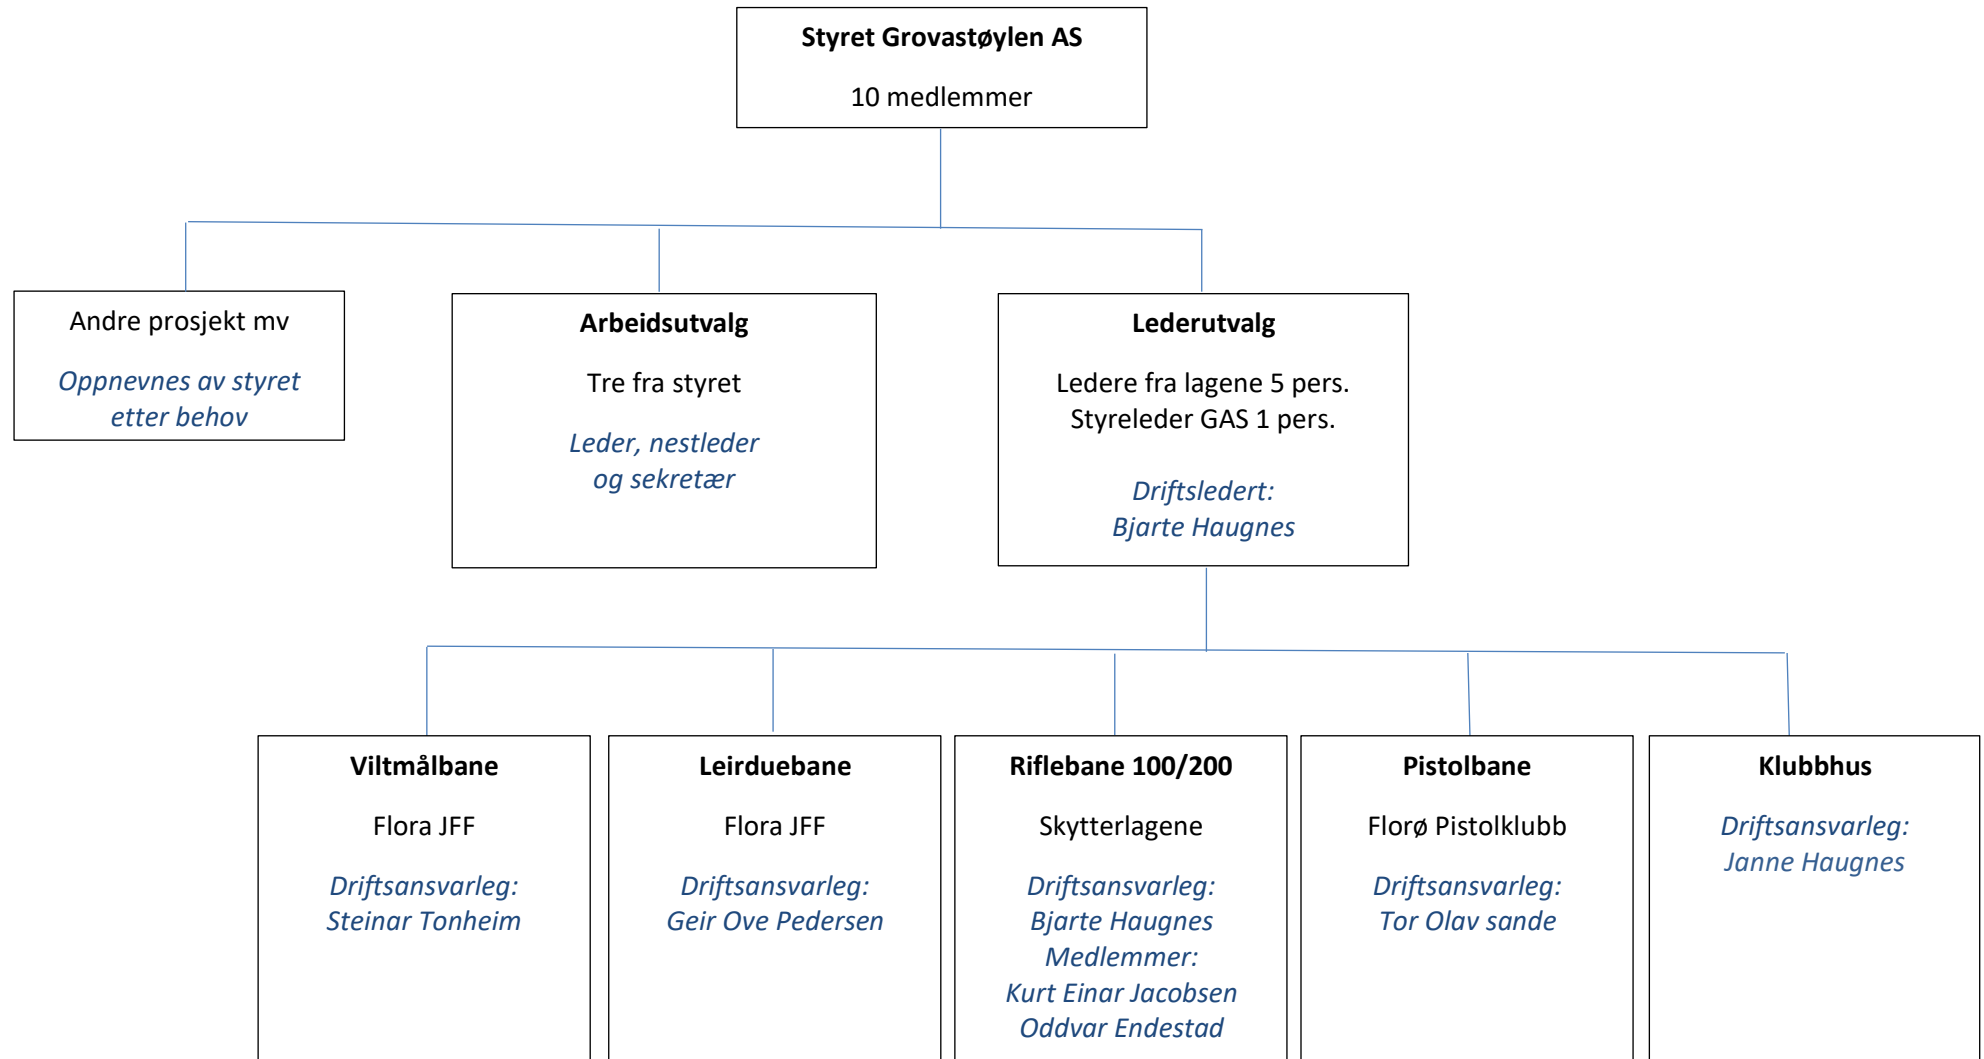 Styret Grovastøylen AS
10 medlemmer
Andre prosjekt mv
Oppnevnes av styret
etter behov
Arbeidsutvalg
Tre fra styret
Leder, nestleder
og sekretær
Lederutvalg
Ledere fra lagene 5 pers.
Styreleder GAS 1 pers.
Driftsledert:
Bjarte Haugnes
Viltmålbane
Flora JFF
Driftsansvarleg:
Steinar Tonheim
Leirduebane
Flora JFF
Driftsansvarleg:
Geir Ove Pedersen
Riflebane 100/200
Skytterlagene
Driftsansvarleg:
Bjarte Haugnes
Medlemmer:
Kurt Einar Jacobsen
Oddvar Endestad
Pistolbane
Florø Pistolklubb
Driftsansvarleg:
Tor Olav sande
Klubbhus
Driftsansvarleg:
Janne Haugnes